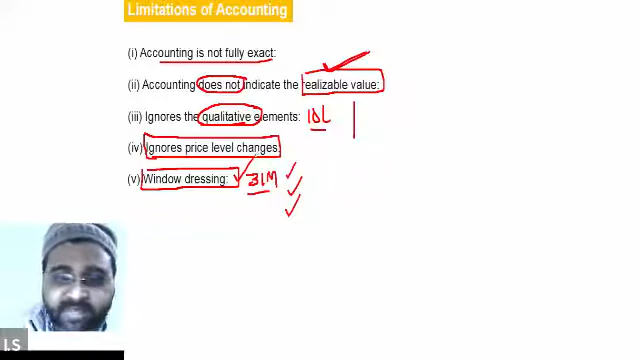 Limitations of Accounting
(i) Accounting is not fully exact:
(ii) Accounting does not indicate the realizable value:
(iii) Ignores the qualitative elements: 10L
(iv) Ignores price level changes:
(v) Window dressing: 31M
I.S